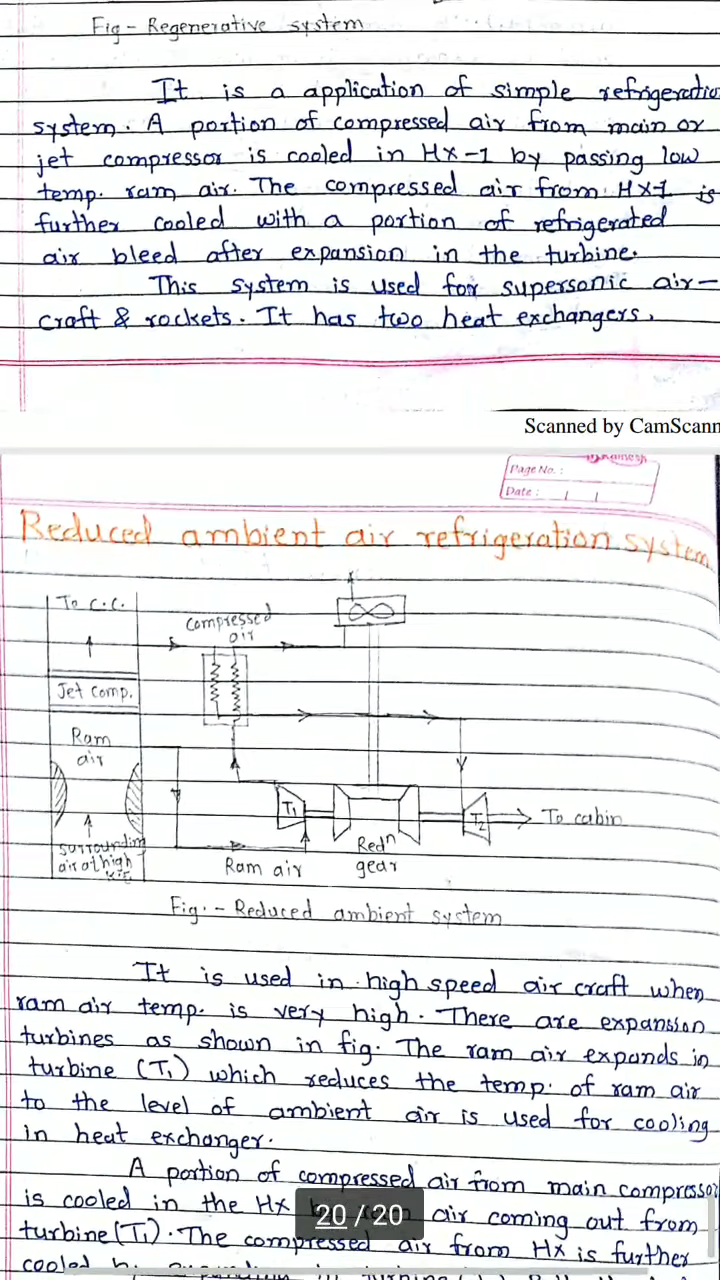 Fig - Regenerative system
It is a application of simple refrigeratio
system. A portion of compressed air from main or
jet compressor is cooled in Hx-1 by passing low
temp. ram air. The compressed air from Hx1 is
further cooled with a portion of refrigerated
air bleed after expansion in the turbine.
This system is used for supersonic air-
craft & rockets. It has two heat exchangers.
Scanned by CamScann
Page No. :
Date :
Reduced ambient air refrigeration system
To C.C.
Compressed
air
Jet Comp.
Ram
air
T1
T2
To cabin
surrounding
air at high
Ram air
Redn
gear
Fig. - Reduced ambient system
It is used in high speed air craft when
ram air temp. is very high. There are expansion
turbines as shown in fig. The ram air expands in
turbine (T1) which reduces the temp. of ram air
to the level of ambient air is used for cooling
in heat exchanger.
A portion of compressed air from main compressor
is cooled in the Hx air coming out from
20 / 20
turbine (T1). The compressed air from Hx is further
cooled